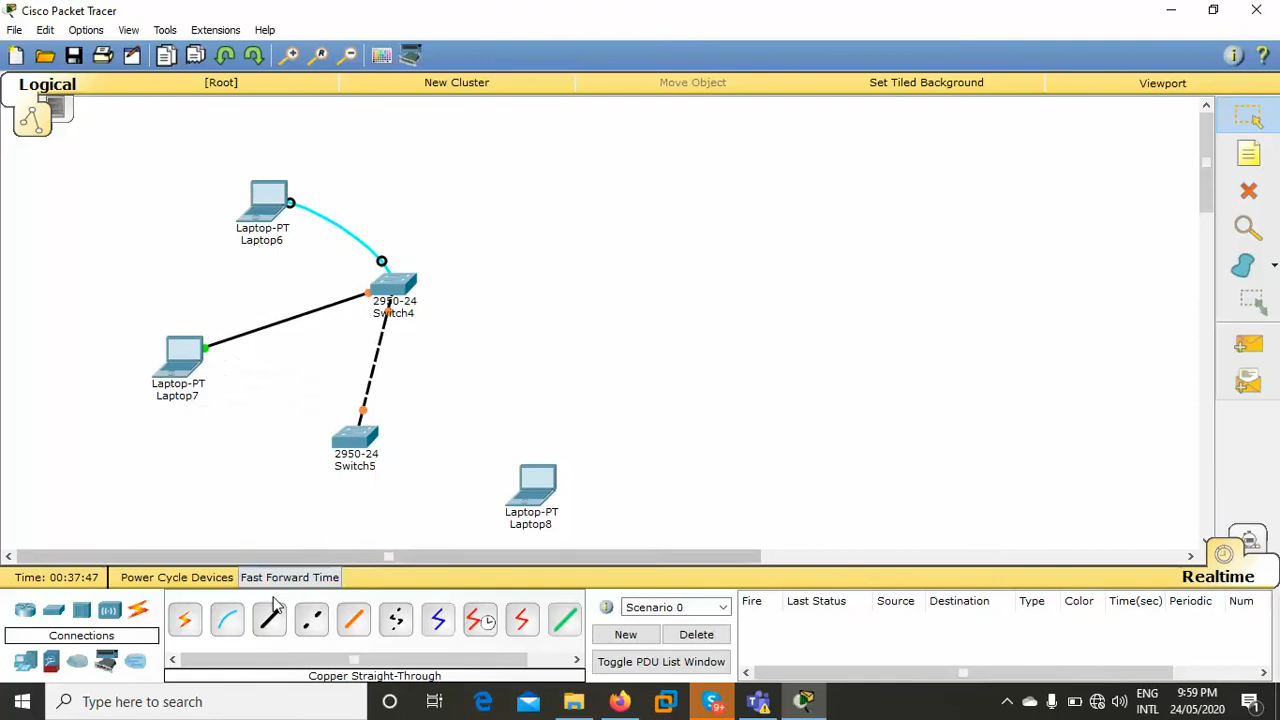 Cisco Packet Tracer
File Edit Options View Tools Extensions Help
Logical [Root] New Cluster Move Object Set Tiled Background Viewport
Laptop-PT
Laptop6
2950-24
Switch4
Laptop-PT
Laptop7
2950-24
Switch5
Laptop-PT
Laptop8
Time: 00:37:47 Power Cycle Devices Fast Forward Time Realtime
Connections
Copper Straight-Through
Scenario 0
New Delete
Toggle PDU List Window
Fire Last Status Source Destination Type Color Time(sec) Periodic Num
Type here to search
9+
ENG
INTL
9:59 PM
24/05/2020
1